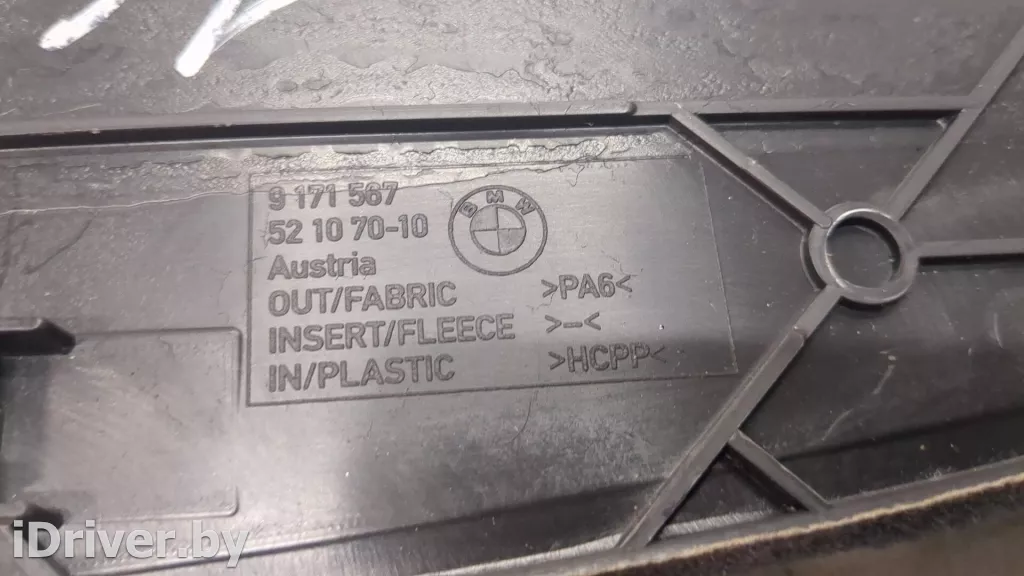 9 171 567
52 10 70-10
BMW
Austria
OUT/FABRIC >PA6<
INSERT/FLEECE >-<
IN/PLASTIC >HCPP<
iDriver.by